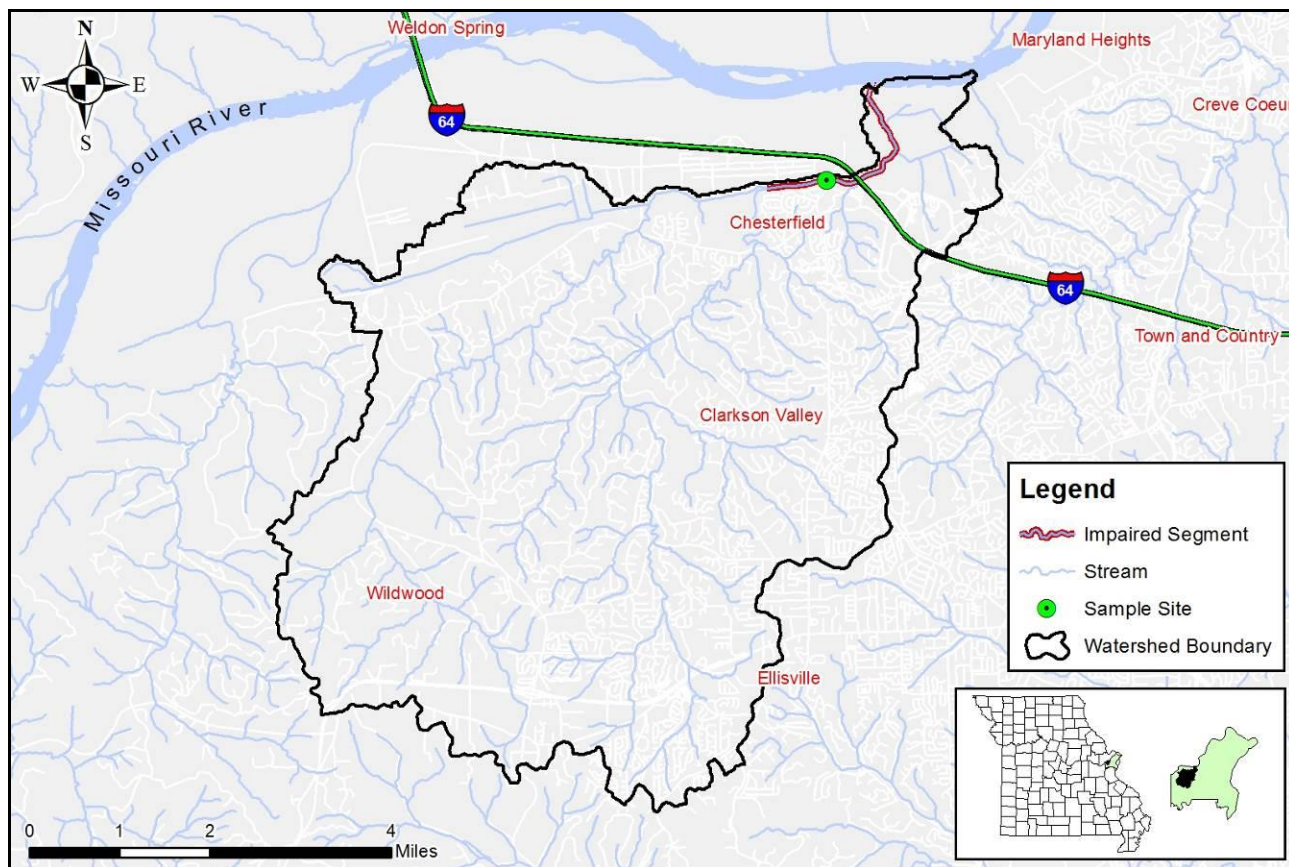 Weldon Spring
Maryland Heights
N
W E
S
Creve Coeur
64
Missouri River
Chesterfield
64
Town and Country
Clarkson Valley
Legend
Impaired Segment
Stream
Sample Site
Watershed Boundary
Wildwood
Ellisville
0 1 2 4
Miles